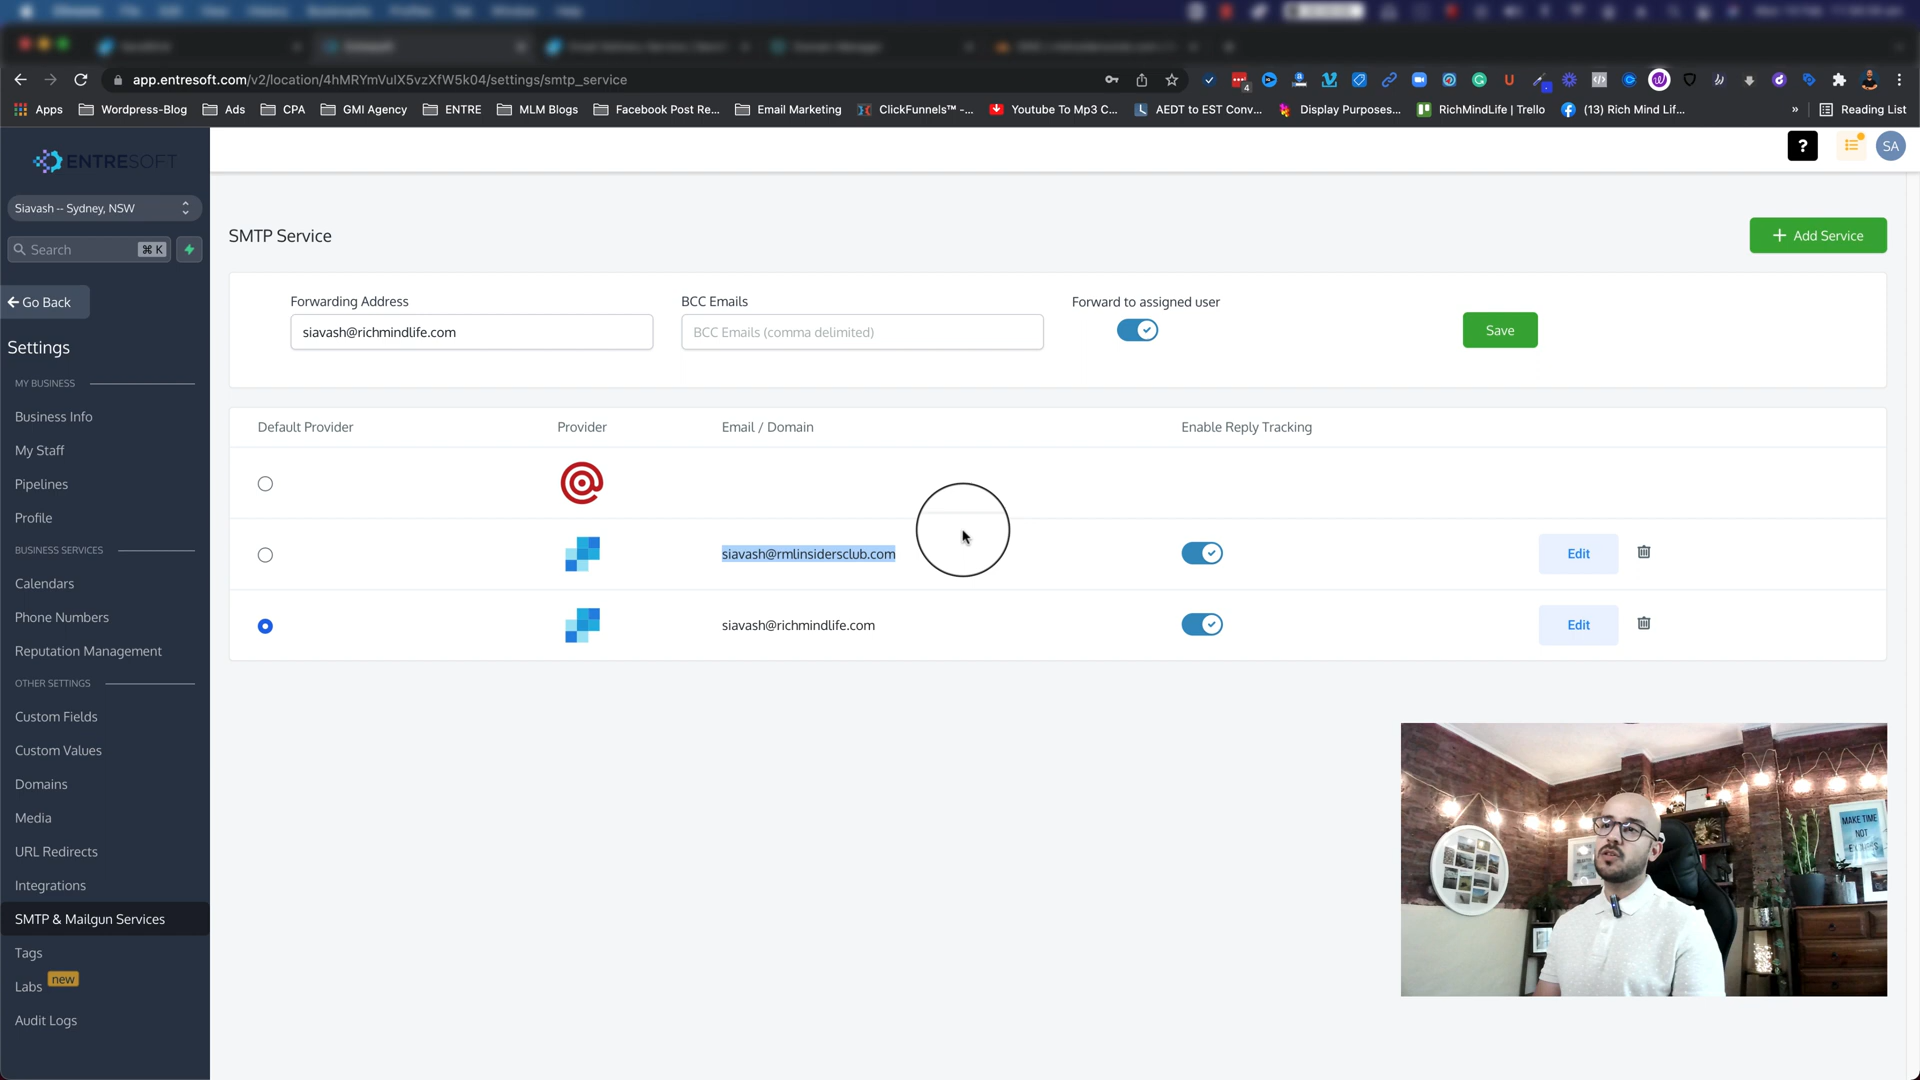 app.entresoft.com/v2/location/4hMRYmVuIX5vzXfW5k04/settings/smtp_service
4
Apps
Wordpress-Blog
Ads
CPA
GMI Agency
ENTRE
MLM Blogs
Facebook Post Re...
Email Marketing
ClickFunnels™ -...
Youtube To Mp3 C...
AEDT to EST Conv...
Display Purposes...
RichMindLife | Trello
(13) Rich Mind Lif...
»
Reading List
ENTRESOFT
?
SA
Siavash -- Sydney, NSW
Search
⌘ K
Go Back
Settings
MY BUSINESS
Business Info
My Staff
Pipelines
Profile
BUSINESS SERVICES
Calendars
Phone Numbers
Reputation Management
OTHER SETTINGS
Custom Fields
Custom Values
Domains
Media
URL Redirects
Integrations
SMTP & Mailgun Services
Tags
Labs new
Audit Logs
SMTP Service
+ Add Service
Forwarding Address
siavash@richmindlife.com
BCC Emails
BCC Emails (comma delimited)
Forward to assigned user
Save
Default Provider
Provider
Email / Domain
Enable Reply Tracking
siavash@rmlinsidersclub.com
Edit
siavash@richmindlife.com
Edit
MAKE TIME
NOT